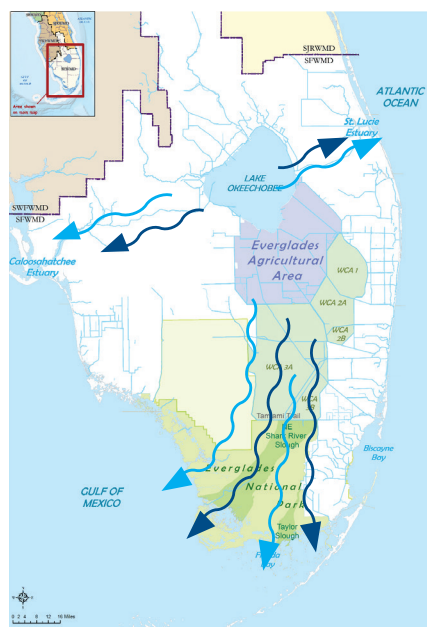 SJRWMD
SFWMD
ATLANTIC
OCEAN
St. Lucie
Estuary
LAKE
OKEECHOBEE
SWFWMD
SFWMD
Caloosahatchee
Estuary
Everglades
Agricultural
Area
WCA 1
WCA 2A
WCA
2B
WCA 3A
Tamiami Trail
NE
Shark River
Slough
Biscayne
Bay
Everglades
National
Park
GULF OF
MEXICO
Taylor
Slough
Florida
Bay
0 2 4 8 12 16 Miles